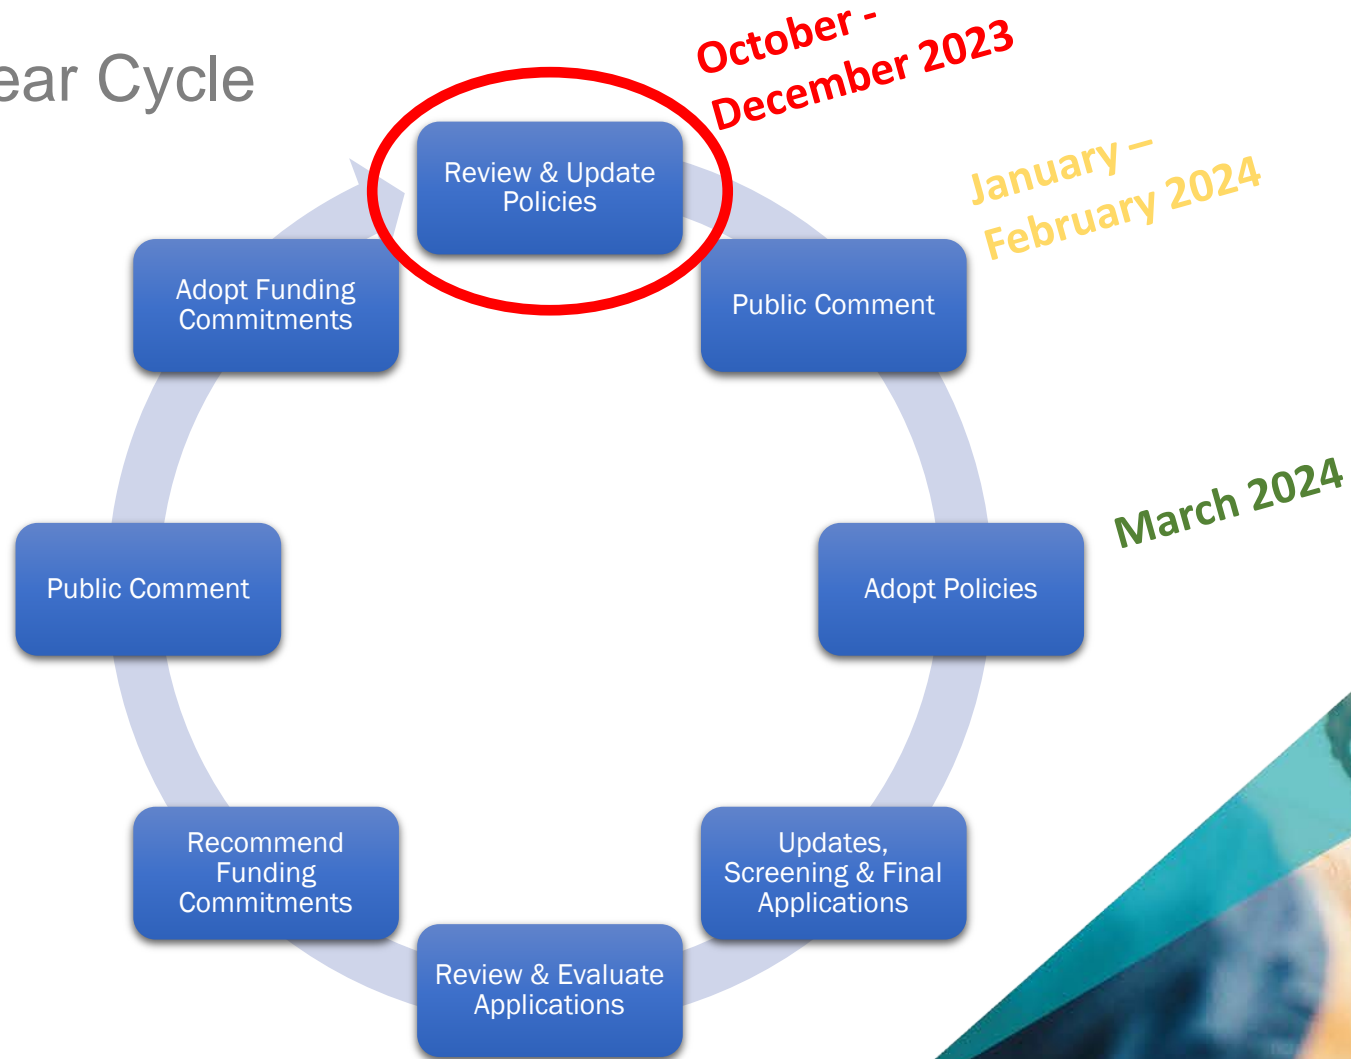 Cycle
October -
December 2023
Review & Update
Policies
January –
February 2024
Public Comment
March 2024
Adopt Policies
Updates,
Screening & Final
Applications
Review & Evaluate
Applications
Recommend
Funding
Commitments
Public Comment
Adopt Funding
Commitments